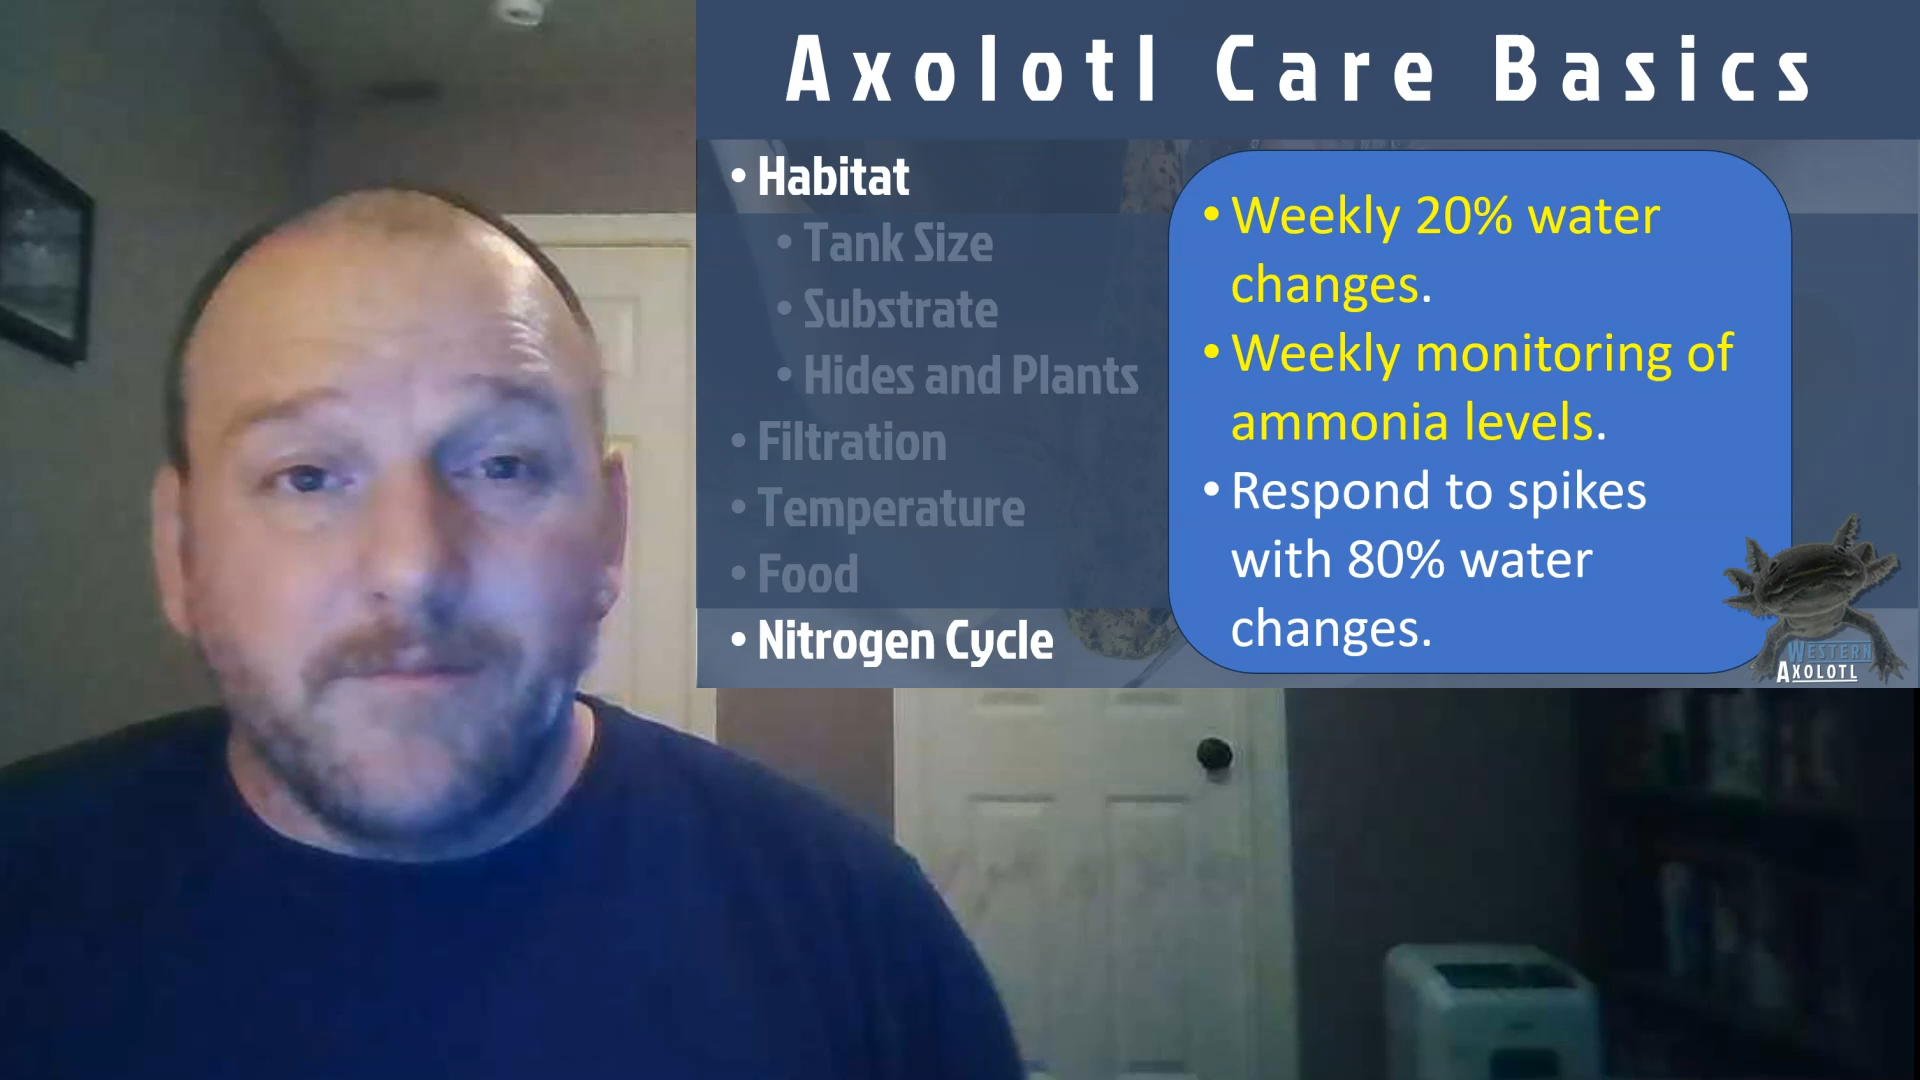 Axolotl Care Basics
• Habitat
• Tank Size
• Substrate
• Hides and Plants
• Filtration
• Temperature
• Food
• Nitrogen Cycle
• Weekly 20% water
changes.
• Weekly monitoring of
ammonia levels.
• Respond to spikes
with 80% water
changes.
WESTERN
AXOLOTL